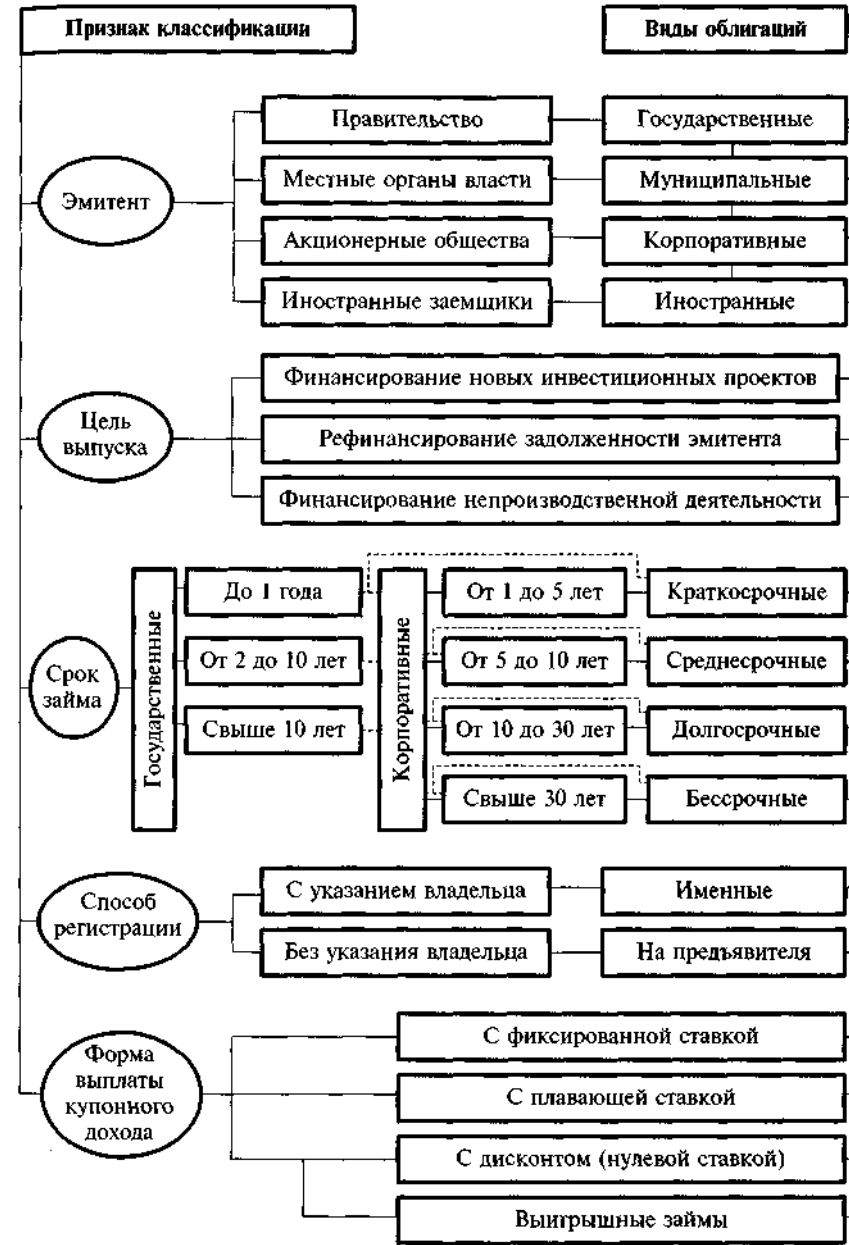 Признак классификации
Виды облигаций
Эмитент
Правительство
Государственные
Местные органы власти
Муниципальные
Акционерные общества
Корпоративные
Иностранные заемщики
Иностранные
Цель
выпуска
Финансирование новых инвестиционных проектов
Рефинансирование задолженности эмитента
Финансирование непроизводственной деятельности
Срок
займа
Государственные
До 1 года
От 2 до 10 лет
Свыше 10 лет
Корпоративные
От 1 до 5 лет
Краткосрочные
От 5 до 10 лет
Среднесрочные
От 10 до 30 лет
Долгосрочные
Свыше 30 лет
Бессрочные
Способ
регистрации
С указанием владельца
Именные
Без указания владельца
На предъявителя
Форма
выплаты
купонного
дохода
С фиксированной ставкой
С плавающей ставкой
С дисконтом (нулевой ставкой)
Выигрышные займы